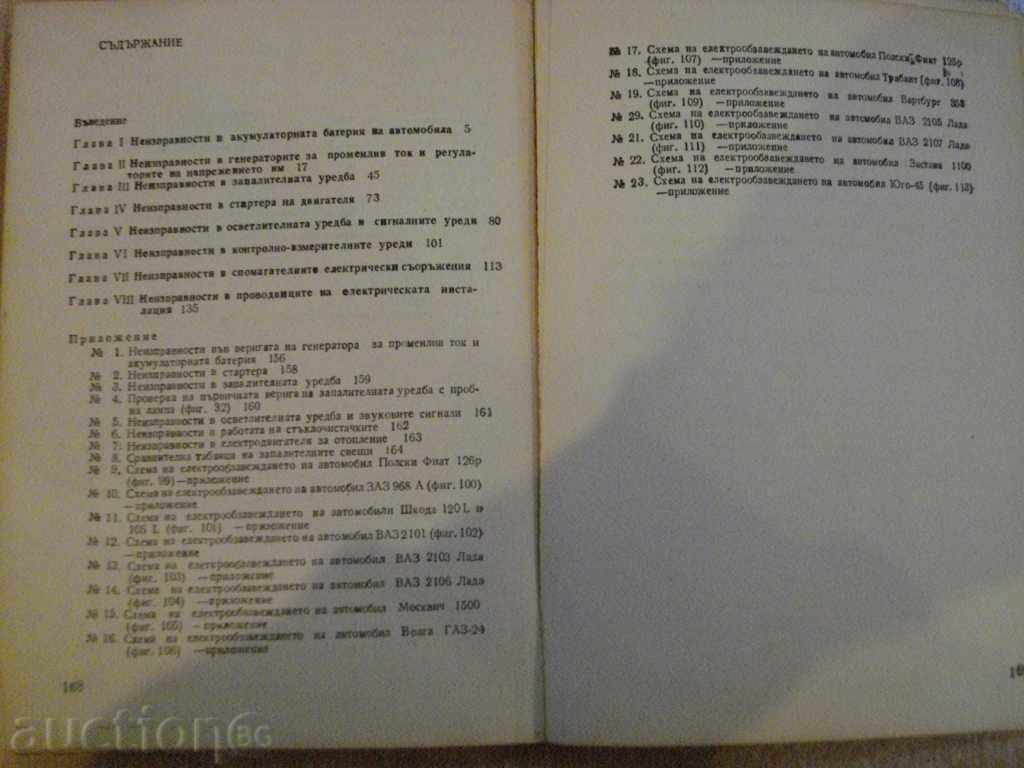 СЪДЪРЖАНИЕ
Въведение
Глава I Неизправности и акумулаторната батерия на автомобила 5
Глава II Неизправности в генераторите за променлив ток и регула-
торите на напрежението им 17
Глава III Неизправности в запалителната уредба 45
Глава IV Неизправности в стартера на двигателя 73
Глава V Неизправности в осветлителната уредба и сигналните уреди 80
Глава VI Неизправности в контролно-измерителните уреди 101
Глава VII Неизправности в спомагателните електрически съоръжения 113
Глава VIII Неизправности в проводниците на електрическата инста-
лация 135
Приложение
№ 1. Неизправности във веригата на генератора за променлив ток и
акумулаторната батерия 156
№ 2. Неизправности в стартера 158
№ 3. Неизправности в запалителната уредба 159
№ 4. Проверка на първичната верига на запалителната уредба с проб-
на лампа (фиг. 32) 160
№ 5. Неизправности в осветлителната уредба и звуковите сигнали 161
№ 6. Неизправности в работата на стъклочистачките 162
№ 7. Неизправности в електродвигатели за отопление 163
№ 8. Сравнителна таблица на запалителните свещи 164
№ 9. Схема на електрообзавеждането на автомобил Полски Фиат 126р
(фиг. 99) —приложение
№ 10. Схема на електрообзавеждането на автомобил ЗАЗ 968 А (фиг. 100)
—приложение
№ 11. Схема на електрообзавеждането на автомобили Шкода 120 L и
105 L (фиг. 101) —приложение
№ 12. Схема на електрообзавеждането на автомобил ВАЗ 2101 (фиг. 102)
—приложение
№ 13. Схема на електрообзавеждането на автомобил ВАЗ 2103 Лада
(фиг. 103) —приложение
№ 14. Схема на електрообзавеждането на автомобил ВАЗ 2106 Лада
(фиг. 104) —приложение
№ 15. Схема на електрообзавеждането на автомобил Москвич 1500
(фиг. 105) —приложение
№ 16. Схема на електрообзавеждането на автомобил Волга ГАЗ-24
(фиг. 106) —приложение
168
№ 17. Схема на електрообзавеждането на автомобил Полски Фиат 125р
(фиг. 107) —приложение
№ 18. Схема на електрообзавеждането на автомобил Трабант (фиг. 108)
—приложение
№ 19. Схема на електрообзавеждането на автомобил Вартбург 353
(фиг. 109) —приложение
№ 29. Схема на електрообзавеждането на автомобил ВАЗ 2105 Лада
(фиг. 110) —приложение
№ 21. Схема на електрообзавеждането на автомобил ВАЗ 2107 Лада
(фиг. 111) —приложение
№ 22. Схема на електрообзавеждането на автомобил Застава 1100
(фиг. 112) —приложение
№ 23. Схема на електрообзавеждането на автомобил Юго-45 (фиг. 113)
—приложение
auction6 BG